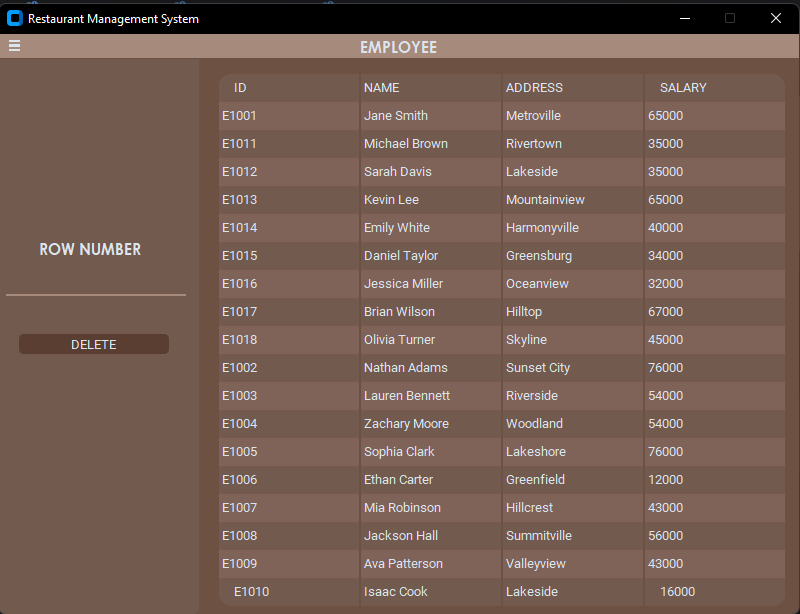 Restaurant Management System
EMPLOYEE
ROW NUMBER
DELETE
ID NAME ADDRESS SALARY
E1001 Jane Smith Metroville 65000
E1011 Michael Brown Rivertown 35000
E1012 Sarah Davis Lakeside 35000
E1013 Kevin Lee Mountainview 65000
E1014 Emily White Harmonyville 40000
E1015 Daniel Taylor Greensburg 34000
E1016 Jessica Miller Oceanview 32000
E1017 Brian Wilson Hilltop 67000
E1018 Olivia Turner Skyline 45000
E1002 Nathan Adams Sunset City 76000
E1003 Lauren Bennett Riverside 54000
E1004 Zachary Moore Woodland 54000
E1005 Sophia Clark Lakeshore 76000
E1006 Ethan Carter Greenfield 12000
E1007 Mia Robinson Hillcrest 43000
E1008 Jackson Hall Summitville 56000
E1009 Ava Patterson Valleyview 43000
E1010 Isaac Cook Lakeside 16000